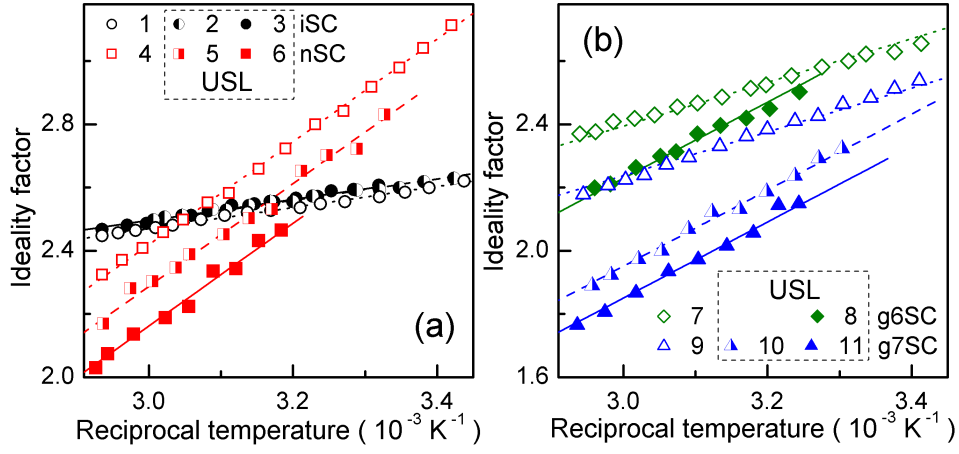 1 2 3 iSC
4 5 6 nSC
USL
2.8
2.4
2.0
3.0 3.2 3.4
Ideality factor
Reciprocal temperature ( 10⁻³ K⁻¹)
(a)
(b)
2.4
2.0
1.6
3.0 3.2 3.4
Ideality factor
Reciprocal temperature ( 10⁻³ K⁻¹)
USL
7 8 g6SC
9 10 11 g7SC